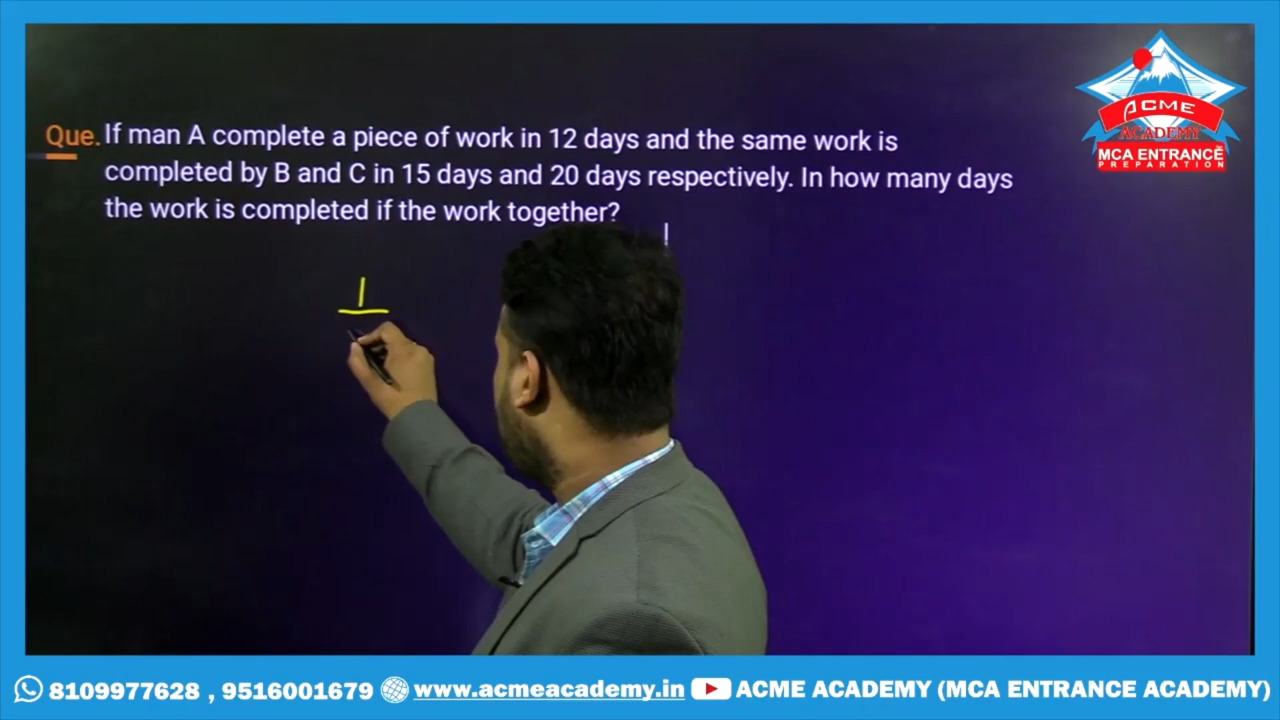 ACME
ACADEMY
MCA ENTRANCE
PREPARATION
Que. If man A complete a piece of work in 12 days and the same work is
completed by B and C in 15 days and 20 days respectively. In how many days
the work is completed if the work together?
1
8109977628 , 9516001679 www.acmeacademy.in ACME ACADEMY (MCA ENTRANCE ACADEMY)